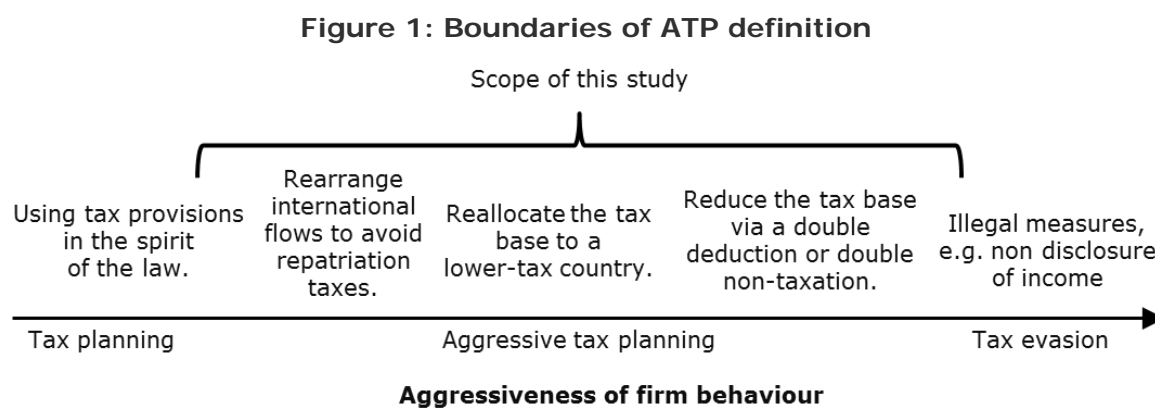 Figure 1: Boundaries of ATP definition
Scope of this study
Using tax provisions
in the spirit
of the law.
Rearrange
international
flows to avoid
repatriation
taxes.
Reallocate the tax
base to a
lower-tax country.
Reduce the tax base
via a double
deduction or double
non-taxation.
Illegal measures,
e.g. non disclosure
of income
Tax planning
Aggressive tax planning
Tax evasion
Aggressiveness of firm behaviour